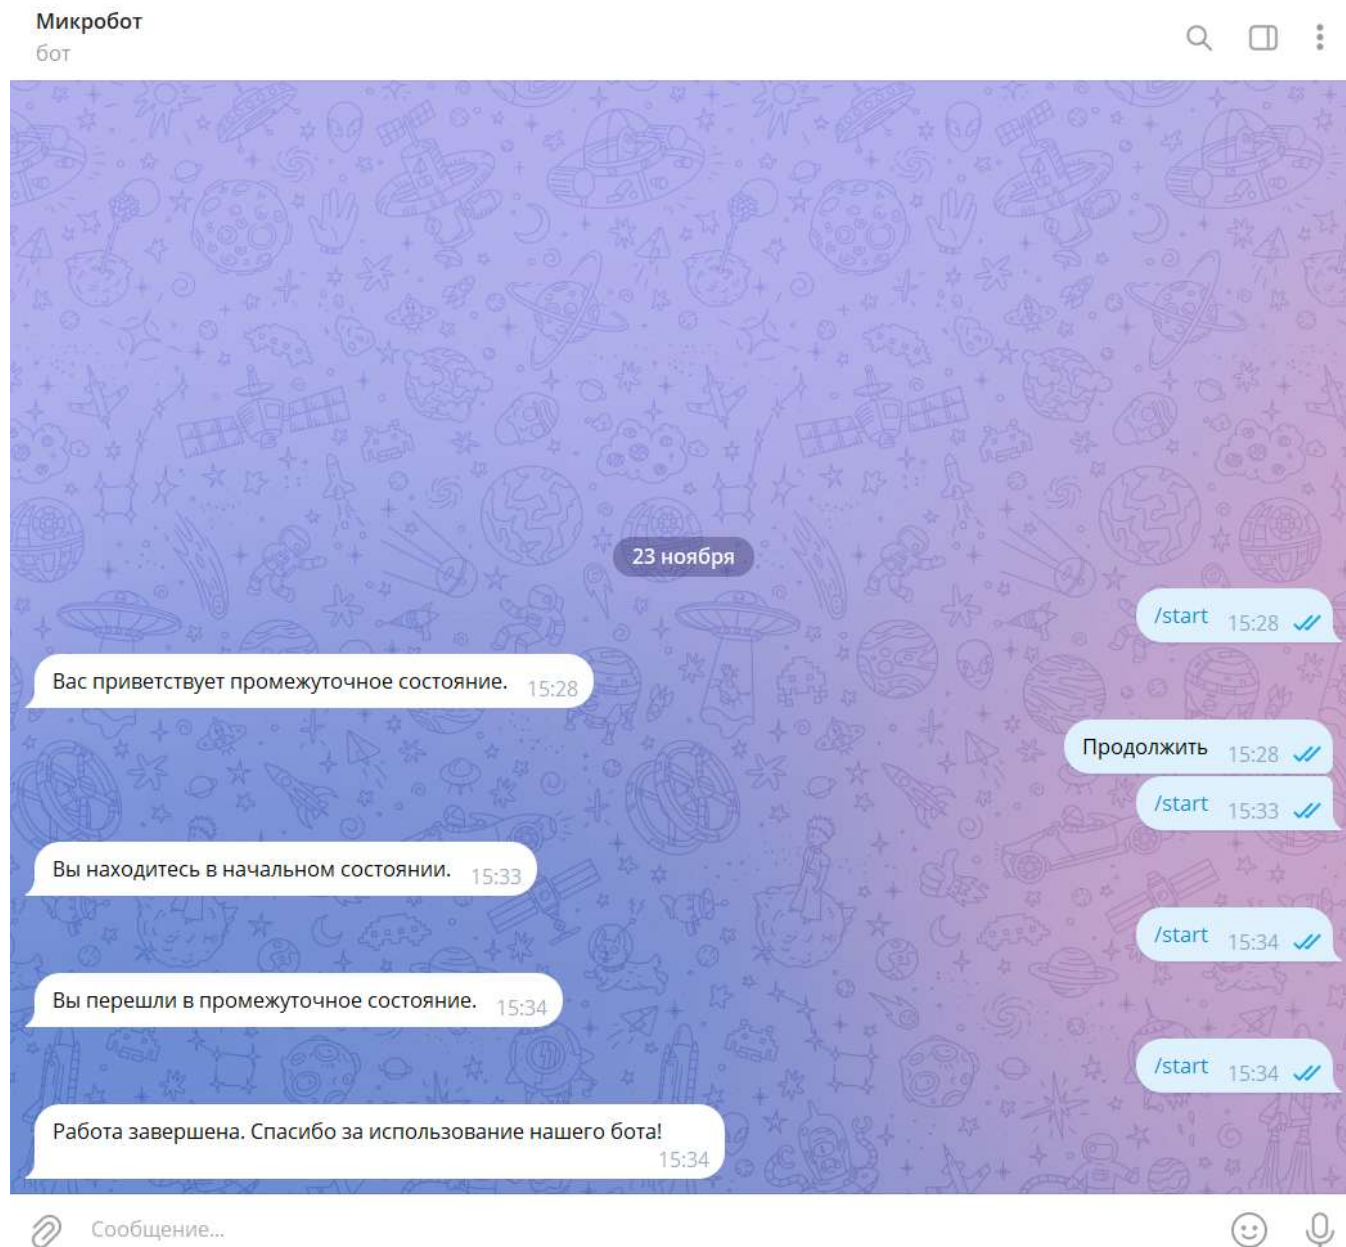 Микробот
бот
23 ноября
/start 15:28
Вас приветствует промежуточное состояние. 15:28
Продолжить 15:28
/start 15:33
Вы находитесь в начальном состоянии. 15:33
/start 15:34
Вы перешли в промежуточное состояние. 15:34
/start 15:34
Работа завершена. Спасибо за использование нашего бота!
15:34
Сообщение...